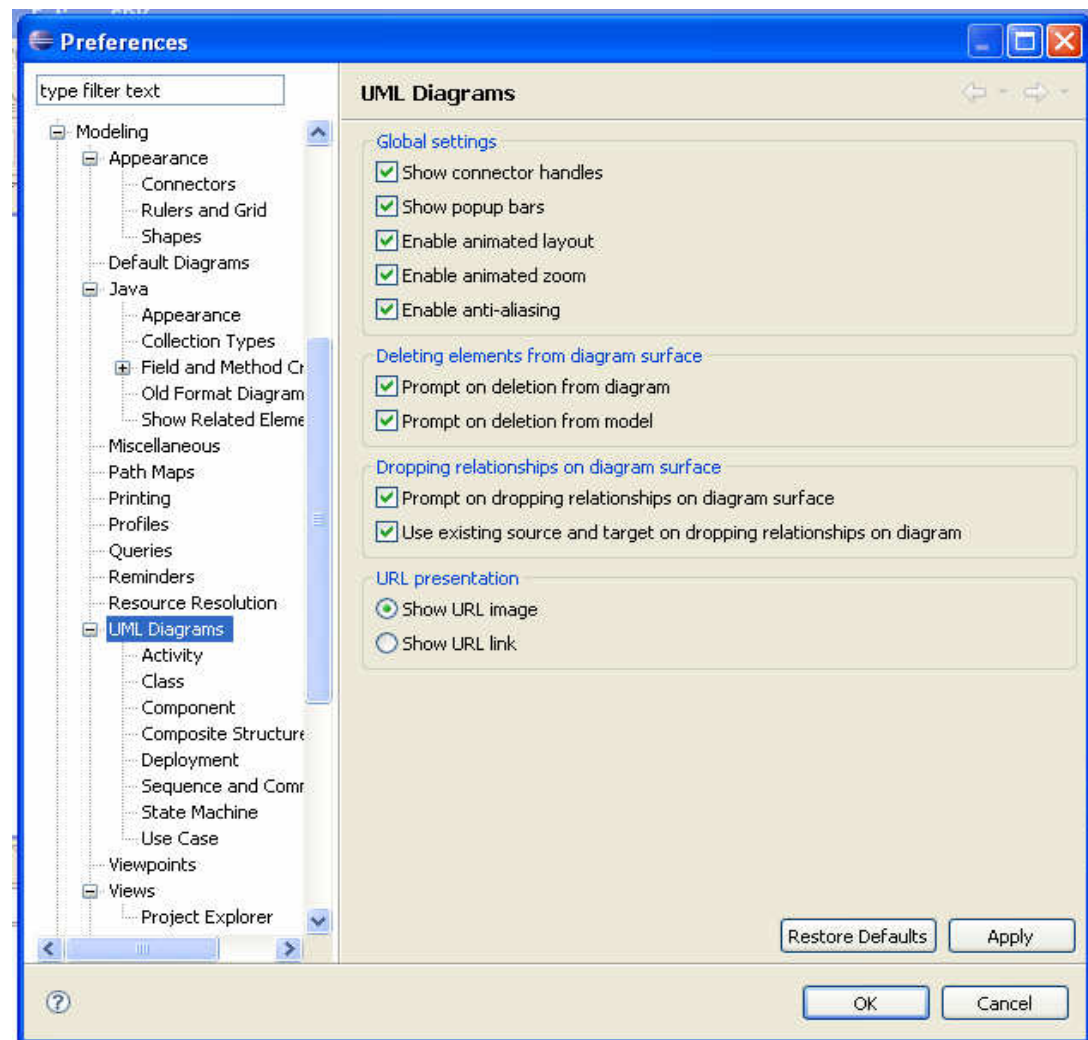 Preferences
type filter text
Modeling
Appearance
Connectors
Rulers and Grid
Shapes
Default Diagrams
Java
Appearance
Collection Types
Field and Method Cr
Old Format Diagram
Show Related Eleme
Miscellaneous
Path Maps
Printing
Profiles
Queries
Reminders
Resource Resolution
UML Diagrams
Activity
Class
Component
Composite Structure
Deployment
Sequence and Comm
State Machine
Use Case
Viewpoints
Views
Project Explorer
UML Diagrams
Global settings
Show connector handles
Show popup bars
Enable animated layout
Enable animated zoom
Enable anti-aliasing
Deleting elements from diagram surface
Prompt on deletion from diagram
Prompt on deletion from model
Dropping relationships on diagram surface
Prompt on dropping relationships on diagram surface
Use existing source and target on dropping relationships on diagram
URL presentation
Show URL image
Show URL link
Restore Defaults
Apply
OK
Cancel